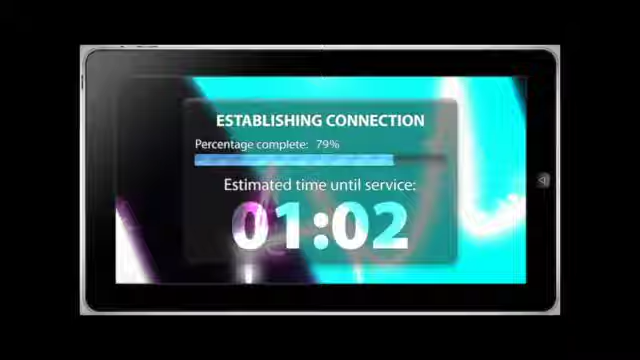 ESTABLISHING CONNECTION
Percentage complete: 79%
Estimated time until service:
01:02